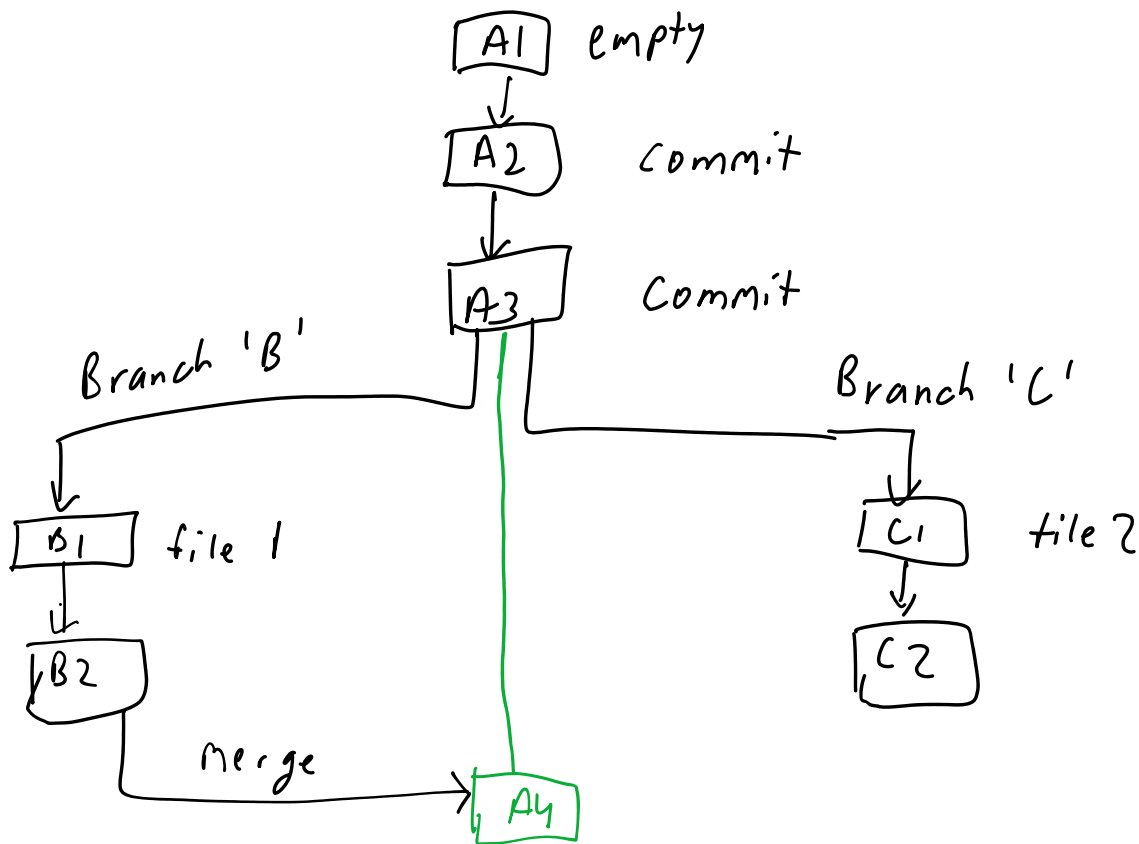 A1 empty
A2 commit
A3 Commit
Branch 'B'
Branch 'C'
B1 file 1
C1 file 2
B2
C2
merge
A4